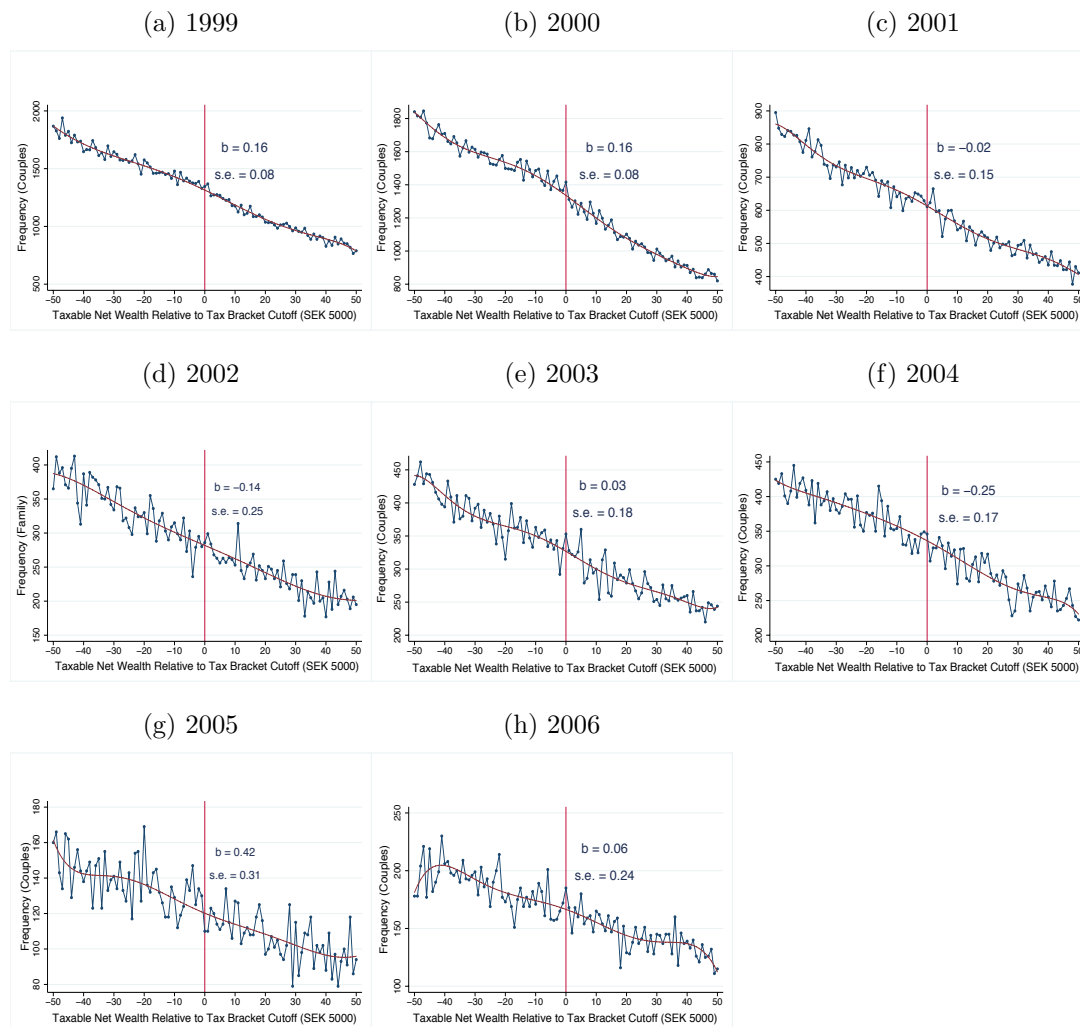 (a) 1999
(b) 2000
(c) 2001
Frequency (Couples)
2000
1500
1000
500
b = 0.16
s.e. = 0.08
−50 −40 −30 −20 −10 0 10 20 30 40 50
Taxable Net Wealth Relative to Tax Bracket Cutoff (SEK 5000)
Frequency (Couples)
1800
1600
1400
1200
1000
800
b = 0.16
s.e. = 0.08
−50 −40 −30 −20 −10 0 10 20 30 40 50
Taxable Net Wealth Relative to Tax Bracket Cutoff (SEK 5000)
Frequency (Couples)
900
800
700
600
500
400
b = −0.02
s.e. = 0.15
−50 −40 −30 −20 −10 0 10 20 30 40 50
Taxable Net Wealth Relative to Tax Bracket Cutoff (SEK 5000)
(d) 2002
(e) 2003
(f) 2004
Frequency (Family)
400
350
300
250
200
150
b = −0.14
s.e. = 0.25
−50 −40 −30 −20 −10 0 10 20 30 40 50
Taxable Net Wealth Relative to Tax Bracket Cutoff (SEK 5000)
Frequency (Couples)
450
400
350
300
250
200
b = 0.03
s.e. = 0.18
−50 −40 −30 −20 −10 0 10 20 30 40 50
Taxable Net Wealth Relative to Tax Bracket Cutoff (SEK 5000)
Frequency (Couples)
450
400
350
300
250
200
b = −0.25
s.e. = 0.17
−50 −40 −30 −20 −10 0 10 20 30 40 50
Taxable Net Wealth Relative to Tax Bracket Cutoff (SEK 5000)
(g) 2005
(h) 2006
Frequency (Couples)
180
160
140
120
100
80
b = 0.42
s.e. = 0.31
−50 −40 −30 −20 −10 0 10 20 30 40 50
Taxable Net Wealth Relative to Tax Bracket Cutoff (SEK 5000)
Frequency (Couples)
250
200
150
100
b = 0.06
s.e. = 0.24
−50 −40 −30 −20 −10 0 10 20 30 40 50
Taxable Net Wealth Relative to Tax Bracket Cutoff (SEK 5000)